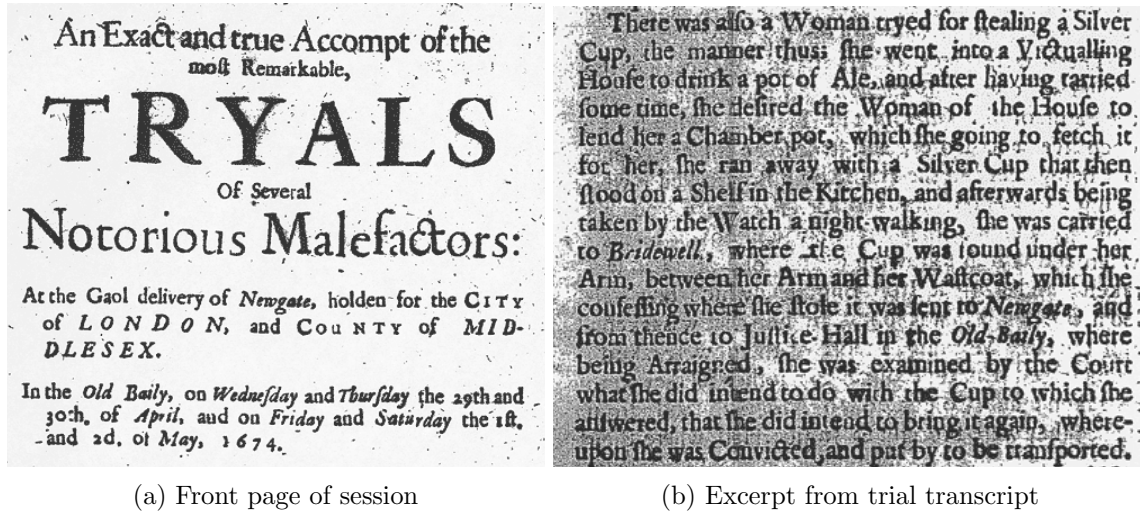 An Exact and true Accompt of the
moſt Remarkable,
TRYALS
Of Several
Notorious Malefactors:
At the Gaol delivery of Newgate, holden for the CITY
of LONDON, and COUNTY of MID-
DLESEX.
In the Old Baily, on Wedneſday and Thurſday the 29th and
30th. of April, and on Friday and Saturday the 1ſt.
and 2d. of May, 1674.
(a) Front page of session
There was alſo a Woman tryed for ſtealing a Silver
Cup, the manner thus; ſhe went into a Victualling
Houſe to drink a pot of Ale, and after having tarried
ſome time, ſhe deſired the Woman of the Houſe to
lend her a Chamber pot, which ſhe going to fetch it
for her, ſhe ran away with a Silver Cup that then
ſtood on a Shelf in the Kitchen, and afterwards being
taken by the Watch a night-walking, ſhe was carried
to Bridewell, where the Cup was found under her
Arm, between her Arm and her Waſtcoat, which ſhe
confeſſing where ſhe ſtole it was ſent to Newgate, and
from thence to Juſtice-Hall in the Old-Baily, where
being Arraigned, ſhe was examined by the Court
what ſhe did intend to do with the Cup to which ſhe
anſwered, that ſhe did intend to bring it again, where-
upon ſhe was Convicted, and put by to be tranſported.
(b) Excerpt from trial transcript